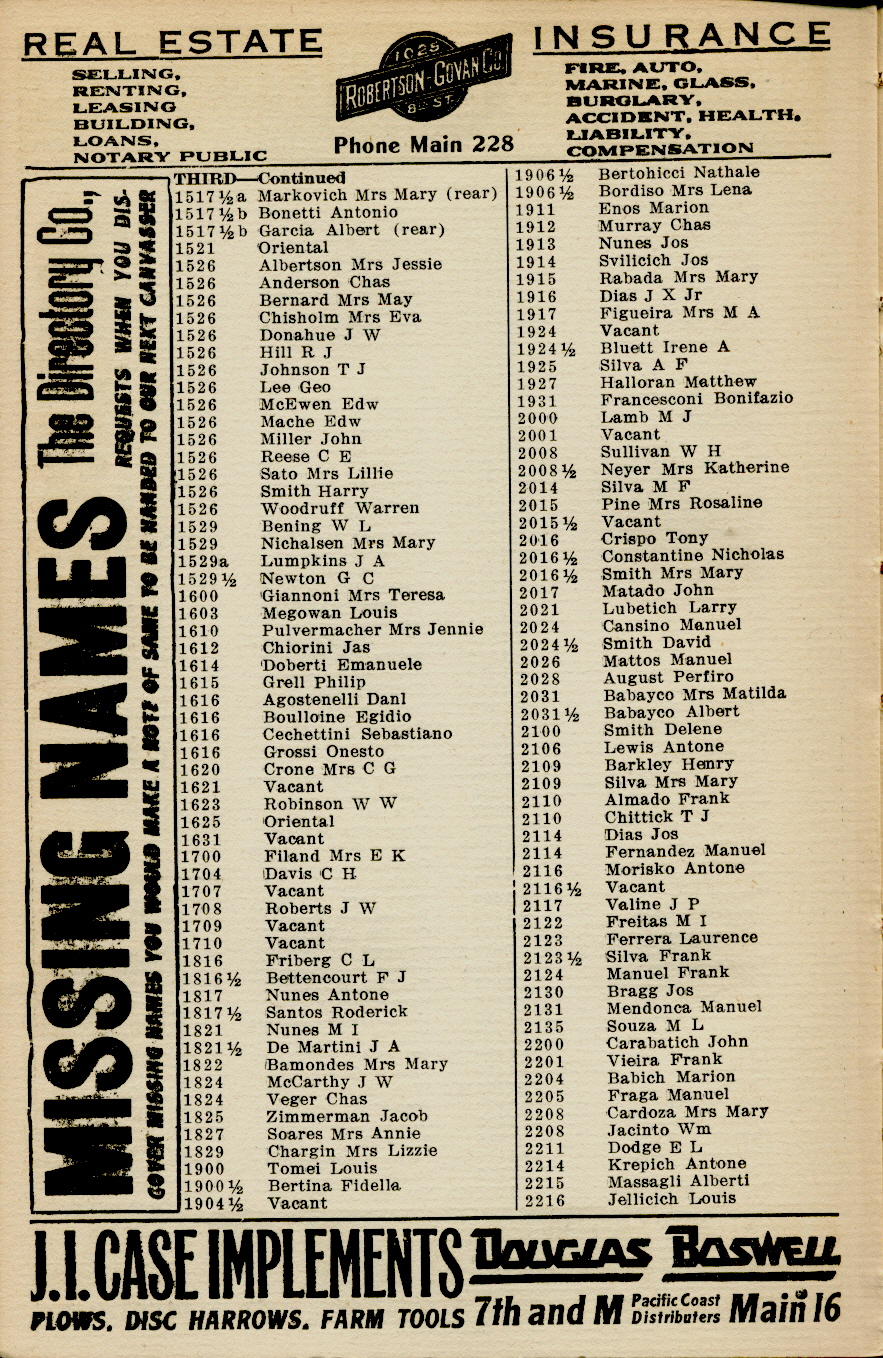 REAL ESTATE
SELLING,
RENTING,
LEASING
BUILDING,
LOANS,
NOTARY PUBLIC
1029
ROBERTSON-GOVAN CO
8th ST.
Phone Main 228
INSURANCE
FIRE, AUTO,
MARINE, GLASS,
BURGLARY,
ACCIDENT, HEALTH,
LIABILITY,
COMPENSATION
MISSING NAMES The Directory Co.,
REQUESTS WHEN YOU DIS-
COVER MISSING NAMES YOU WOULD MAKE A NOTE OF SAME TO BE HANDED TO OUR NEXT CANVASSER
THIRD—Continued
1517½a Markovich Mrs Mary (rear)
1517½b Bonetti Antonio
1517½b Garcia Albert (rear)
1521 Oriental
1526 Albertson Mrs Jessie
1526 Anderson Chas
1526 Bernard Mrs May
1526 Chisholm Mrs Eva
1526 Donahue J W
1526 Hill R J
1526 Johnson T J
1526 Lee Geo
1526 McEwen Edw
1526 Mache Edw
1526 Miller John
1526 Reese C E
1526 Sato Mrs Lillie
1526 Smith Harry
1526 Woodruff Warren
1529 Bening W L
1529 Nichalsen Mrs Mary
1529a Lumpkins J A
1529½ Newton G C
1600 Giannoni Mrs Teresa
1603 Megowan Louis
1610 Pulvermacher Mrs Jennie
1612 Chiorini Jas
1614 Doberti Emanuele
1615 Grell Philip
1616 Agostenelli Danl
1616 Boulloine Egidio
1616 Cechettini Sebastiano
1616 Grossi Onesto
1620 Crone Mrs C G
1621 Vacant
1623 Robinson W W
1625 Oriental
1631 Vacant
1700 Filand Mrs E K
1704 Davis C H
1707 Vacant
1708 Roberts J W
1709 Vacant
1710 Vacant
1816 Friberg C L
1816½ Bettencourt F J
1817 Nunes Antone
1817½ Santos Roderick
1821 Nunes M I
1821½ De Martini J A
1822 Bamondes Mrs Mary
1824 McCarthy J W
1824 Veger Chas
1825 Zimmerman Jacob
1827 Soares Mrs Annie
1829 Chargin Mrs Lizzie
1900 Tomei Louis
1900½ Bertina Fidella
1904½ Vacant
1906½ Bertohicci Nathale
1906½ Bordiso Mrs Lena
1911 Enos Marion
1912 Murray Chas
1913 Nunes Jos
1914 Svilicich Jos
1915 Rabada Mrs Mary
1916 Dias J X Jr
1917 Figueira Mrs M A
1924 Vacant
1924½ Bluett Irene A
1925 Silva A F
1927 Halloran Matthew
1931 Francesconi Bonifazio
2000 Lamb M J
2001 Vacant
2008 Sullivan W H
2008½ Neyer Mrs Katherine
2014 Silva M F
2015 Pine Mrs Rosaline
2015½ Vacant
2016 Crispo Tony
2016½ Constantine Nicholas
2016½ Smith Mrs Mary
2017 Matado John
2021 Lubetich Larry
2024 Cansino Manuel
2024½ Smith David
2026 Mattos Manuel
2028 August Perfiro
2031 Babayco Mrs Matilda
2031½ Babayco Albert
2100 Smith Delene
2106 Lewis Antone
2109 Barkley Henry
2109 Silva Mrs Mary
2110 Almado Frank
2110 Chittick T J
2114 Dias Jos
2114 Fernandez Manuel
2116 Morisko Antone
2116½ Vacant
2117 Valine J P
2122 Freitas M I
2123 Ferrera Laurence
2123½ Silva Frank
2124 Manuel Frank
2130 Bragg Jos
2131 Mendonca Manuel
2135 Souza M L
2200 Carabatich John
2201 Vieira Frank
2204 Babich Marion
2205 Fraga Manuel
2208 Cardoza Mrs Mary
2208 Jacinto Wm
2211 Dodge E L
2214 Krepich Antone
2215 Massagli Alberti
2216 Jellicich Louis
J.I. CASE IMPLEMENTS DOUGLAS BOSWELL
PLOWS, DISC HARROWS, FARM TOOLS 7th and M Pacific Coast Distributers Main 16